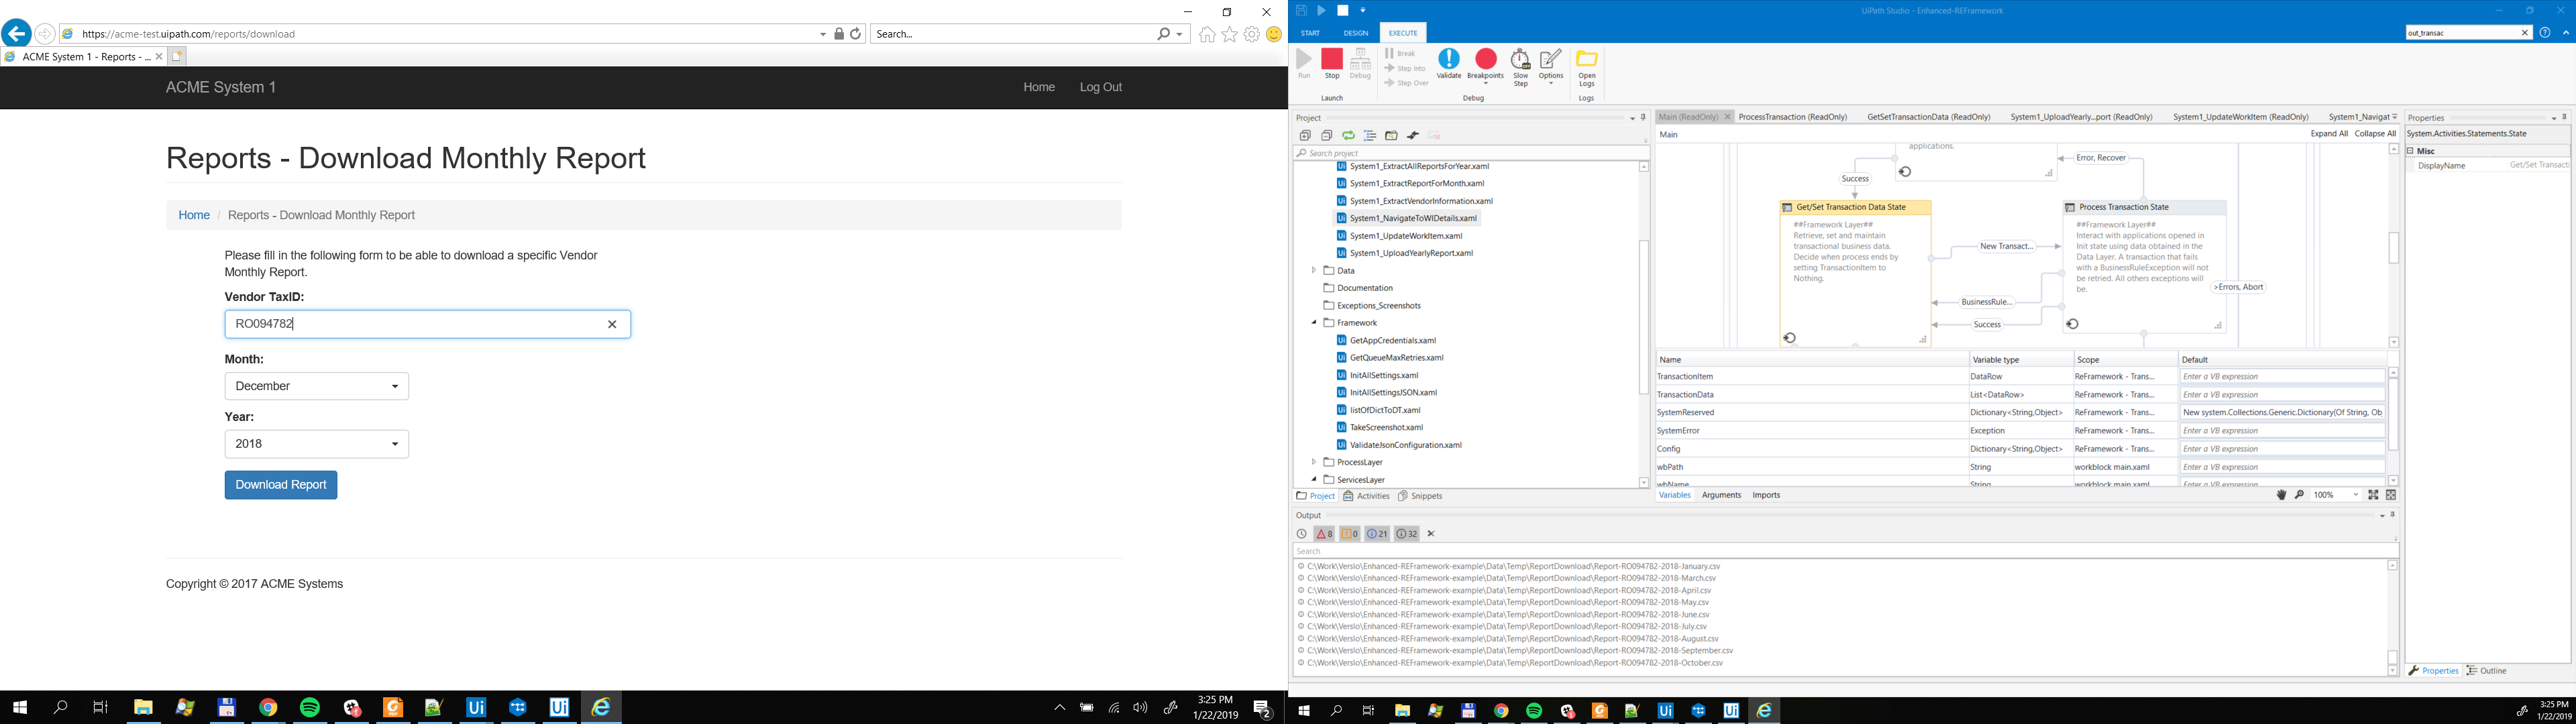 https://acme-test.uipath.com/reports/download
Search...
ACME System 1 - Reports - ...
ACME System 1
Home
Log Out
Reports - Download Monthly Report
Home / Reports - Download Monthly Report
Please fill in the following form to be able to download a specific Vendor
Monthly Report.
Vendor TaxID:
RO094782
Month:
December
Year:
2018
Download Report
Copyright © 2017 ACME Systems
3:25 PM
1/22/2019
2
UiPath Studio - Enhanced-REFramework
START
DESIGN
EXECUTE
out_transac
Run
Stop
Debug
Break
Step Into
Step Over
Validate
Breakpoints
Slow
Step
Options
Open
Logs
Launch
Debug
Logs
Project
Search project
System1_ExtractAllReportsForYear.xaml
System1_ExtractReportForMonth.xaml
System1_ExtractVendorInformation.xaml
System1_NavigateToWIDetails.xaml
System1_UpdateWorkItem.xaml
System1_UploadYearlyReport.xaml
Data
Documentation
Exceptions_Screenshots
Framework
GetAppCredentials.xaml
GetQueueMaxRetries.xaml
InitAllSettings.xaml
InitAllSettingsJSON.xaml
listOfDictToDT.xaml
TakeScreenshot.xaml
ValidateJsonConfiguration.xaml
ProcessLayer
ServicesLayer
Project
Activities
Snippets
Main (ReadOnly)
ProcessTransaction (ReadOnly)
GetSetTransactionData (ReadOnly)
System1_UploadYearly...port (ReadOnly)
System1_UpdateWorkItem (ReadOnly)
System1_Navigat
Main
Expand All
Collapse All
applications.
Success
Error, Recover
Get/Set Transaction Data State
##Framework Layer##
Retrieve, set and maintain
transactional business data.
Decide when process ends by
setting TransactionItem to
Nothing.
New Transact...
BusinessRule...
Success
Process Transaction State
##Framework Layer##
Interact with applications opened in
Init state using data obtained in the
Data Layer. A transaction that fails
with a BusinessRuleException will not
be retried. All others exceptions will
be.
>Errors, Abort
Name Variable type Scope Default
TransactionItem DataRow ReFramework - Trans... Enter a VB expression
TransactionData List<DataRow> ReFramework - Trans... Enter a VB expression
SystemReserved Dictionary<String,Object> ReFramework - Trans... New system.Collections.Generic.Dictionary(Of String, Ob
SystemError Exception ReFramework - Trans... Enter a VB expression
Config Dictionary<String,Object> ReFramework - Trans... Enter a VB expression
wbPath String workblock main.xaml Enter a VB expression
wbName String workblock main.xaml Enter a VB expression
Variables
Arguments
Imports
100%
Properties
System.Activities.Statements.State
Misc
DisplayName Get/Set Transacti
Output
8
0
21
32
Search
C:\Work\Verslo\Enhanced-REFramework-example\Data\Temp\ReportDownload\Report-RO094782-2018-January.csv
C:\Work\Verslo\Enhanced-REFramework-example\Data\Temp\ReportDownload\Report-RO094782-2018-March.csv
C:\Work\Verslo\Enhanced-REFramework-example\Data\Temp\ReportDownload\Report-RO094782-2018-April.csv
C:\Work\Verslo\Enhanced-REFramework-example\Data\Temp\ReportDownload\Report-RO094782-2018-May.csv
C:\Work\Verslo\Enhanced-REFramework-example\Data\Temp\ReportDownload\Report-RO094782-2018-June.csv
C:\Work\Verslo\Enhanced-REFramework-example\Data\Temp\ReportDownload\Report-RO094782-2018-July.csv
C:\Work\Verslo\Enhanced-REFramework-example\Data\Temp\ReportDownload\Report-RO094782-2018-August.csv
C:\Work\Verslo\Enhanced-REFramework-example\Data\Temp\ReportDownload\Report-RO094782-2018-September.csv
C:\Work\Verslo\Enhanced-REFramework-example\Data\Temp\ReportDownload\Report-RO094782-2018-October.csv
Properties
Outline
3:25 PM
1/22/2019